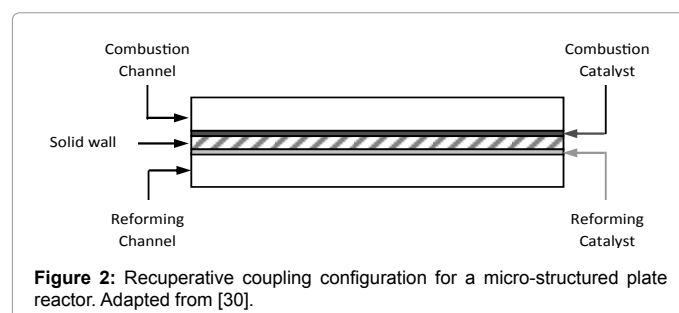 Combustion
Channel
Combustion
Catalyst
Solid wall
Reforming
Channel
Reforming
Catalyst
Figure 2: Recuperative coupling configuration for a micro-structured plate
reactor. Adapted from [30].